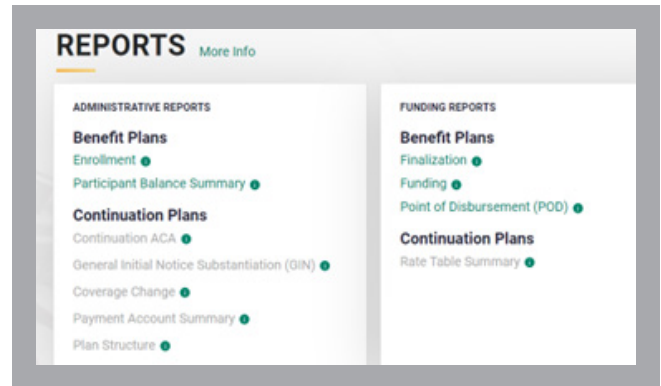 REPORTS More Info
ADMINISTRATIVE REPORTS
Benefit Plans
Enrollment
Participant Balance Summary
Continuation Plans
Continuation ACA
General Initial Notice Substantiation (GIN)
Coverage Change
Payment Account Summary
Plan Structure
FUNDING REPORTS
Benefit Plans
Finalization
Funding
Point of Disbursement (POD)
Continuation Plans
Rate Table Summary